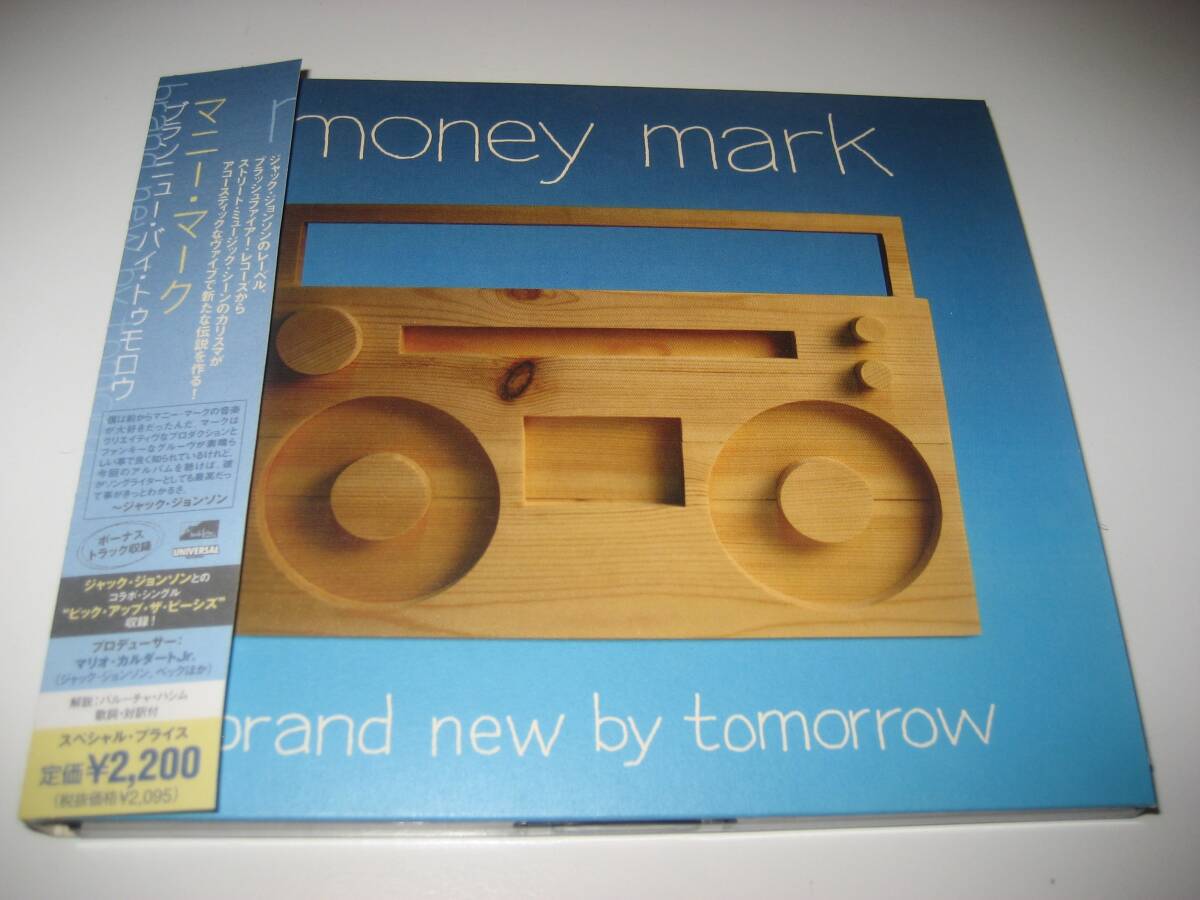 money mark
brand new by tomorrow
マニー・マーク
ブランニュー・バイ・トゥモロウ
ジャック・ジョンソンのレーベル、
ブラッシュファイアー・レコーズから
ストリート・ミュージック・シーンのカリスマが
アコースティックなヴァイブで新たな伝説を作る!
僕は前からマニー・マークの音楽
が大好きだったんだ。マークは
クリエイティヴなプロダクションと
ファンキーなグルーヴが素晴ら
しい事で良く知られているけれど、
今回のアルバムを聴けば、彼
がソングライターとしても最高だっ
て事がきっとわかるさ。
〜ジャック・ジョンソン
ボーナス
トラック収録
UNIVERSAL
ジャック・ジョンソンとの
コラボ・シングル
"ピック・アップ・ザ・ピーシズ"
収録!
プロデューサー:
マリオ・カルダートJr.
(ジャック・ジョンソン、ベックほか)
解説:バルーチャ・ハシム
歌詞・対訳付
スペシャル・プライス
定価¥2,200
(税抜価格¥2,095)